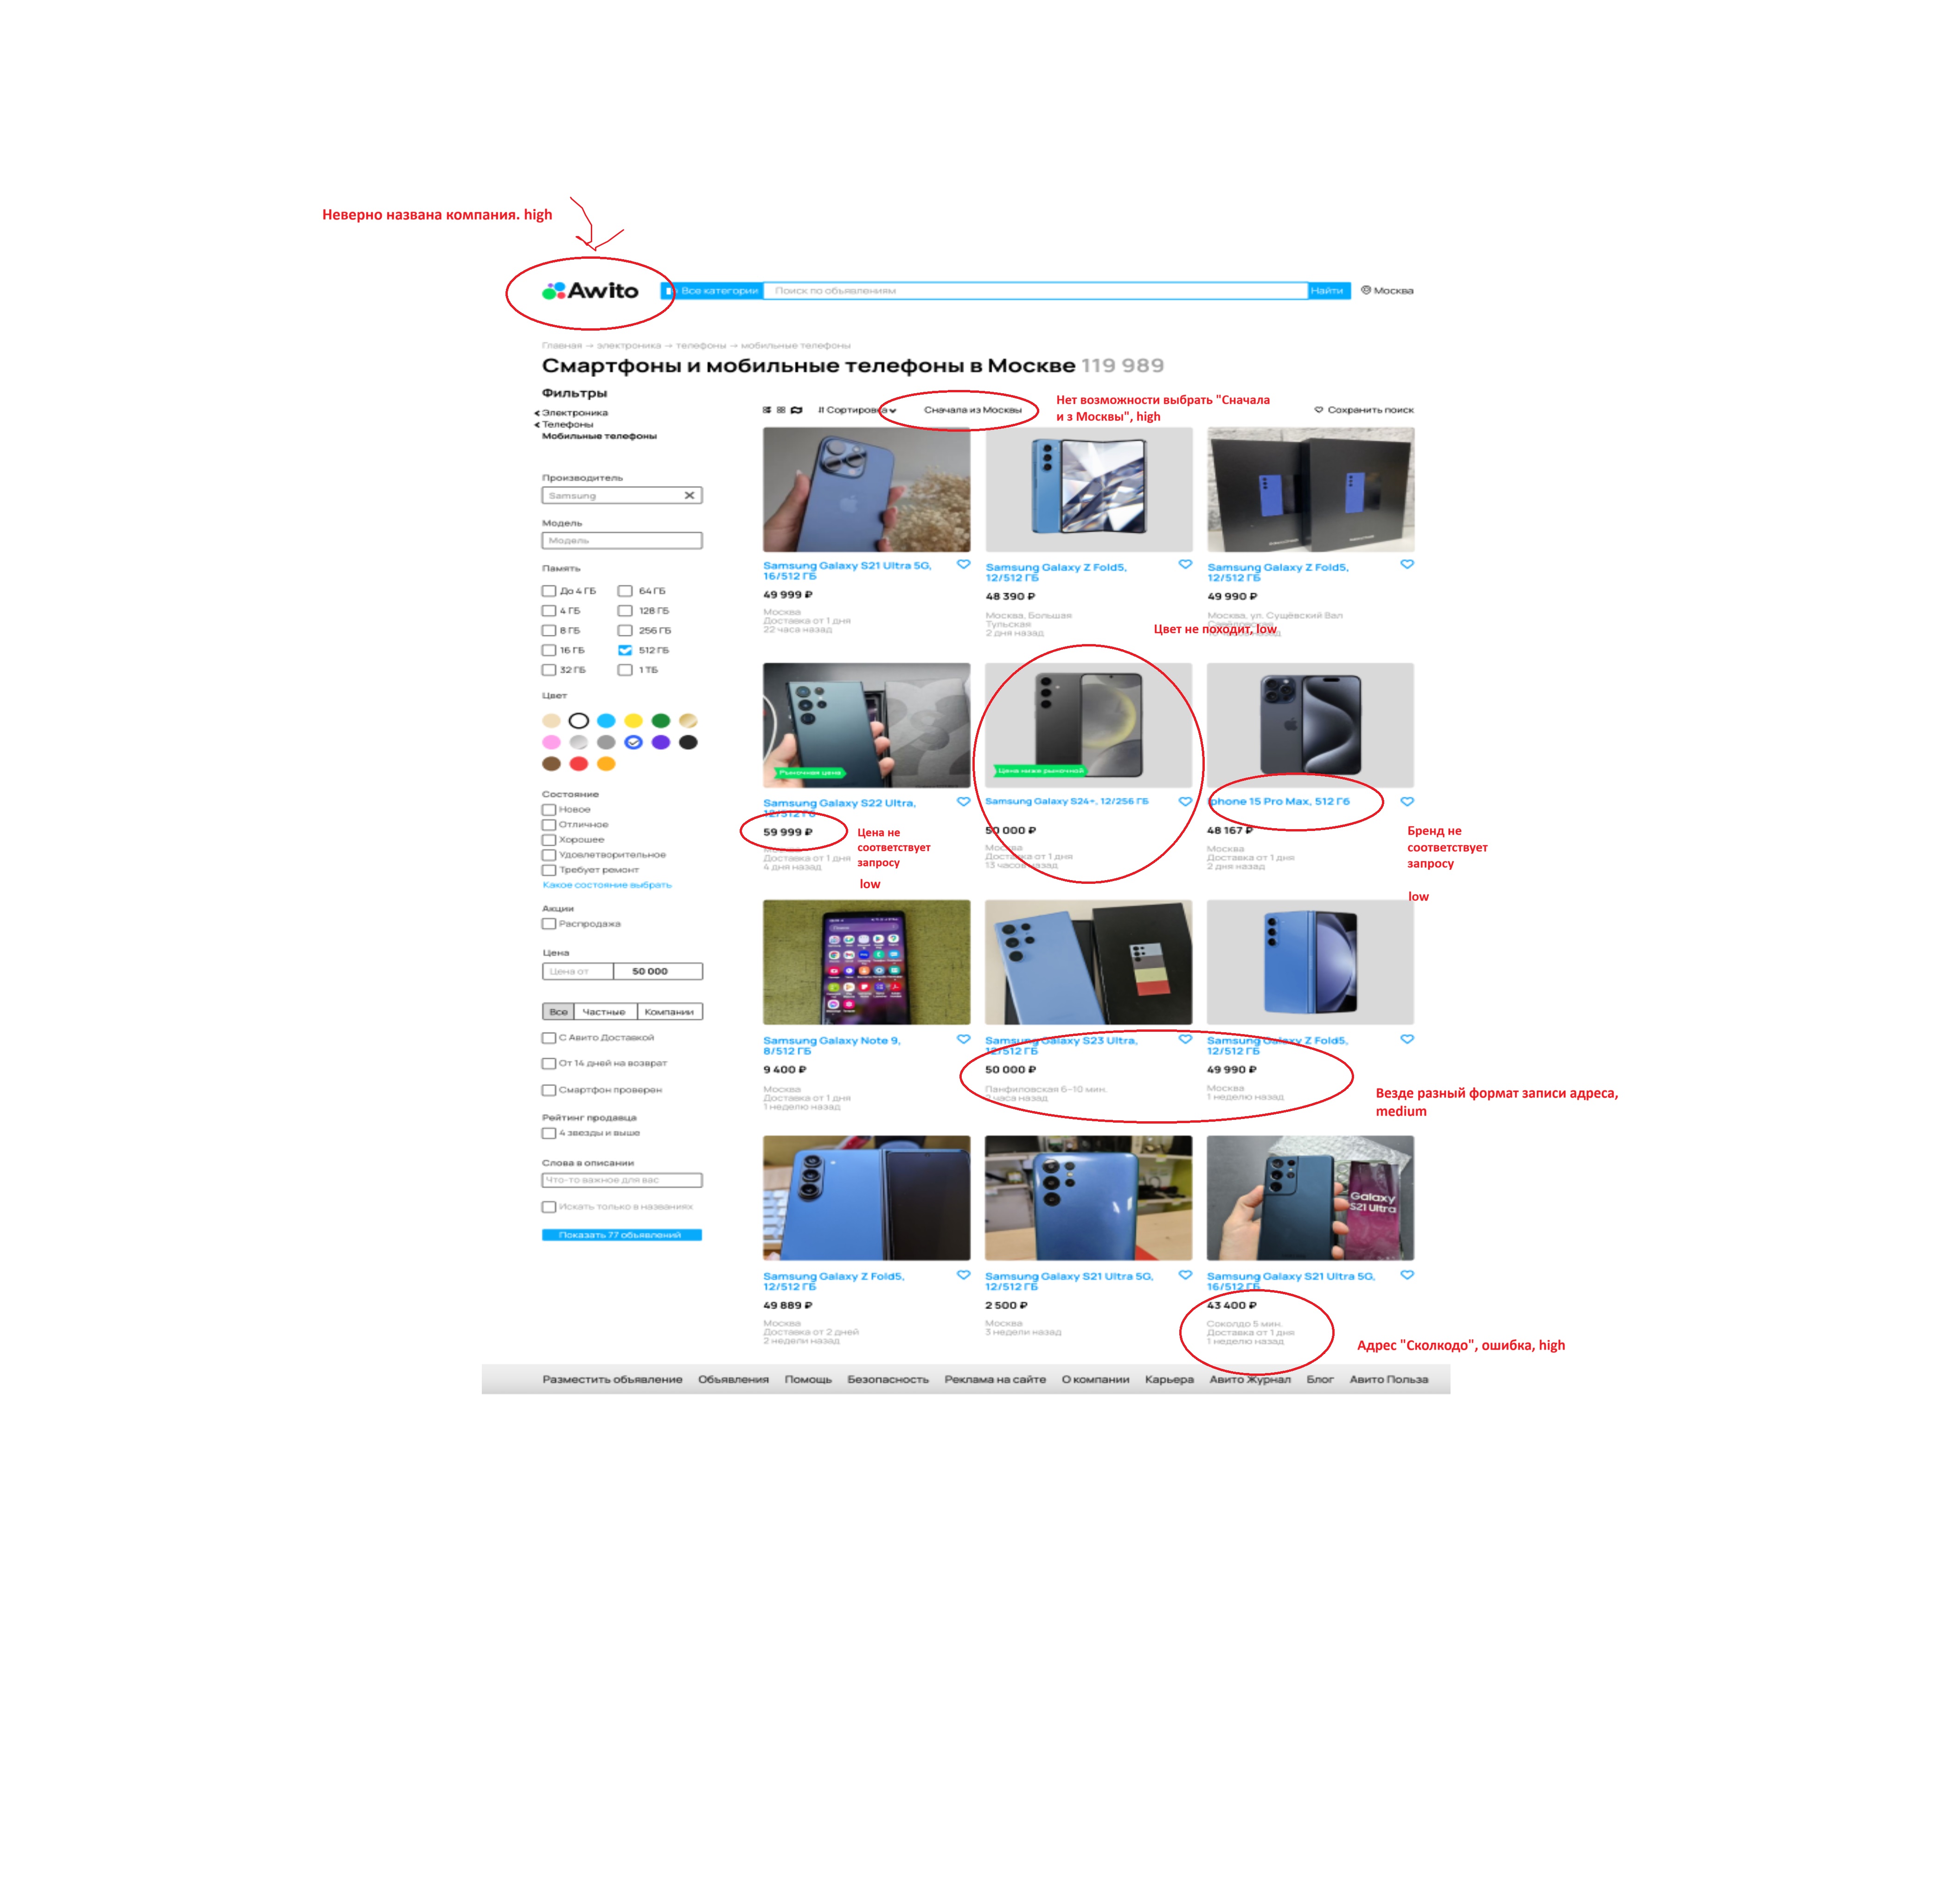 Неверно названа компания. high
Awito
Все категории
Поиск по объявлениям
Найти
Москва
Главная → электроника → телефоны → мобильные телефоны
Смартфоны и мобильные телефоны в Москве 119 989
Фильтры
Электроника
Телефоны
Мобильные телефоны
Производитель
Samsung
Модель
Модель
Память
До 4 ГБ
64 ГБ
4 ГБ
128 ГБ
8 ГБ
256 ГБ
16 ГБ
512 ГБ
32 ГБ
1 ТБ
Цвет
Состояние
Новое
Отличное
Хорошее
Удовлетворительное
Требует ремонт
Какое состояние выбрать
Акции
Распродажа
Цена
Цена от
50 000
Все
Частные
Компании
С Авито Доставкой
От 14 дней на возврат
Смартфон проверен
Рейтинг продавца
4 звезды и выше
Слова в описании
Что-то важное для вас
Искать только в названиях
Показать 77 объявлений
Сортировка
Сначала из Москвы
Нет возможности выбрать "Сначала
и з Москвы", high
Сохранить поиск
Samsung Galaxy S21 Ultra 5G,
16/512 ГБ
49 999 ₽
Москва
Доставка от 1 дня
22 часа назад
Samsung Galaxy Z Fold5,
12/512 ГБ
48 390 ₽
Москва, Большая
Тульская
2 дня назад
Samsung Galaxy Z Fold5,
12/512 ГБ
49 990 ₽
Москва, ул. Сущёвский Вал
Цвет не походит, low
Рыночная цена
Samsung Galaxy S22 Ultra,
12/512 ГБ
59 999 ₽
Москва
Доставка от 1 дня
4 дня назад
Цена не
соответствует
запросу
low
Цена ниже рыночной
Samsung Galaxy S24+, 12/256 ГБ
50 000 ₽
Москва
Доставка от 1 дня
13 часов назад
Iphone 15 Pro Max, 512 Гб
48 167 ₽
Москва
Доставка от 1 дня
2 дня назад
Бренд не
соответствует
запросу
low
Samsung Galaxy Note 9,
8/512 ГБ
9 400 ₽
Москва
Доставка от 1 дня
1 неделю назад
Samsung Galaxy S23 Ultra,
12/512 ГБ
50 000 ₽
Панфиловская 6–10 мин.
часа назад
Samsung Galaxy Z Fold5,
12/512 ГБ
49 990 ₽
Москва
1 неделю назад
Везде разный формат записи адреса,
medium
Galaxy
S21 Ultra
Samsung Galaxy Z Fold5,
12/512 ГБ
49 889 ₽
Москва
Доставка от 2 дней
2 недели назад
Samsung Galaxy S21 Ultra 5G,
12/512 ГБ
2 500 ₽
Москва
3 недели назад
Samsung Galaxy S21 Ultra 5G,
16/512 ГБ
43 400 ₽
Соколдо 5 мин.
Доставка от 1 дня
1 неделю назад
Адрес "Сколкодо", ошибка, high
Разместить объявление
Объявления
Помощь
Безопасность
Реклама на сайте
О компании
Карьера
Авито Журнал
Блог
Авито Польза